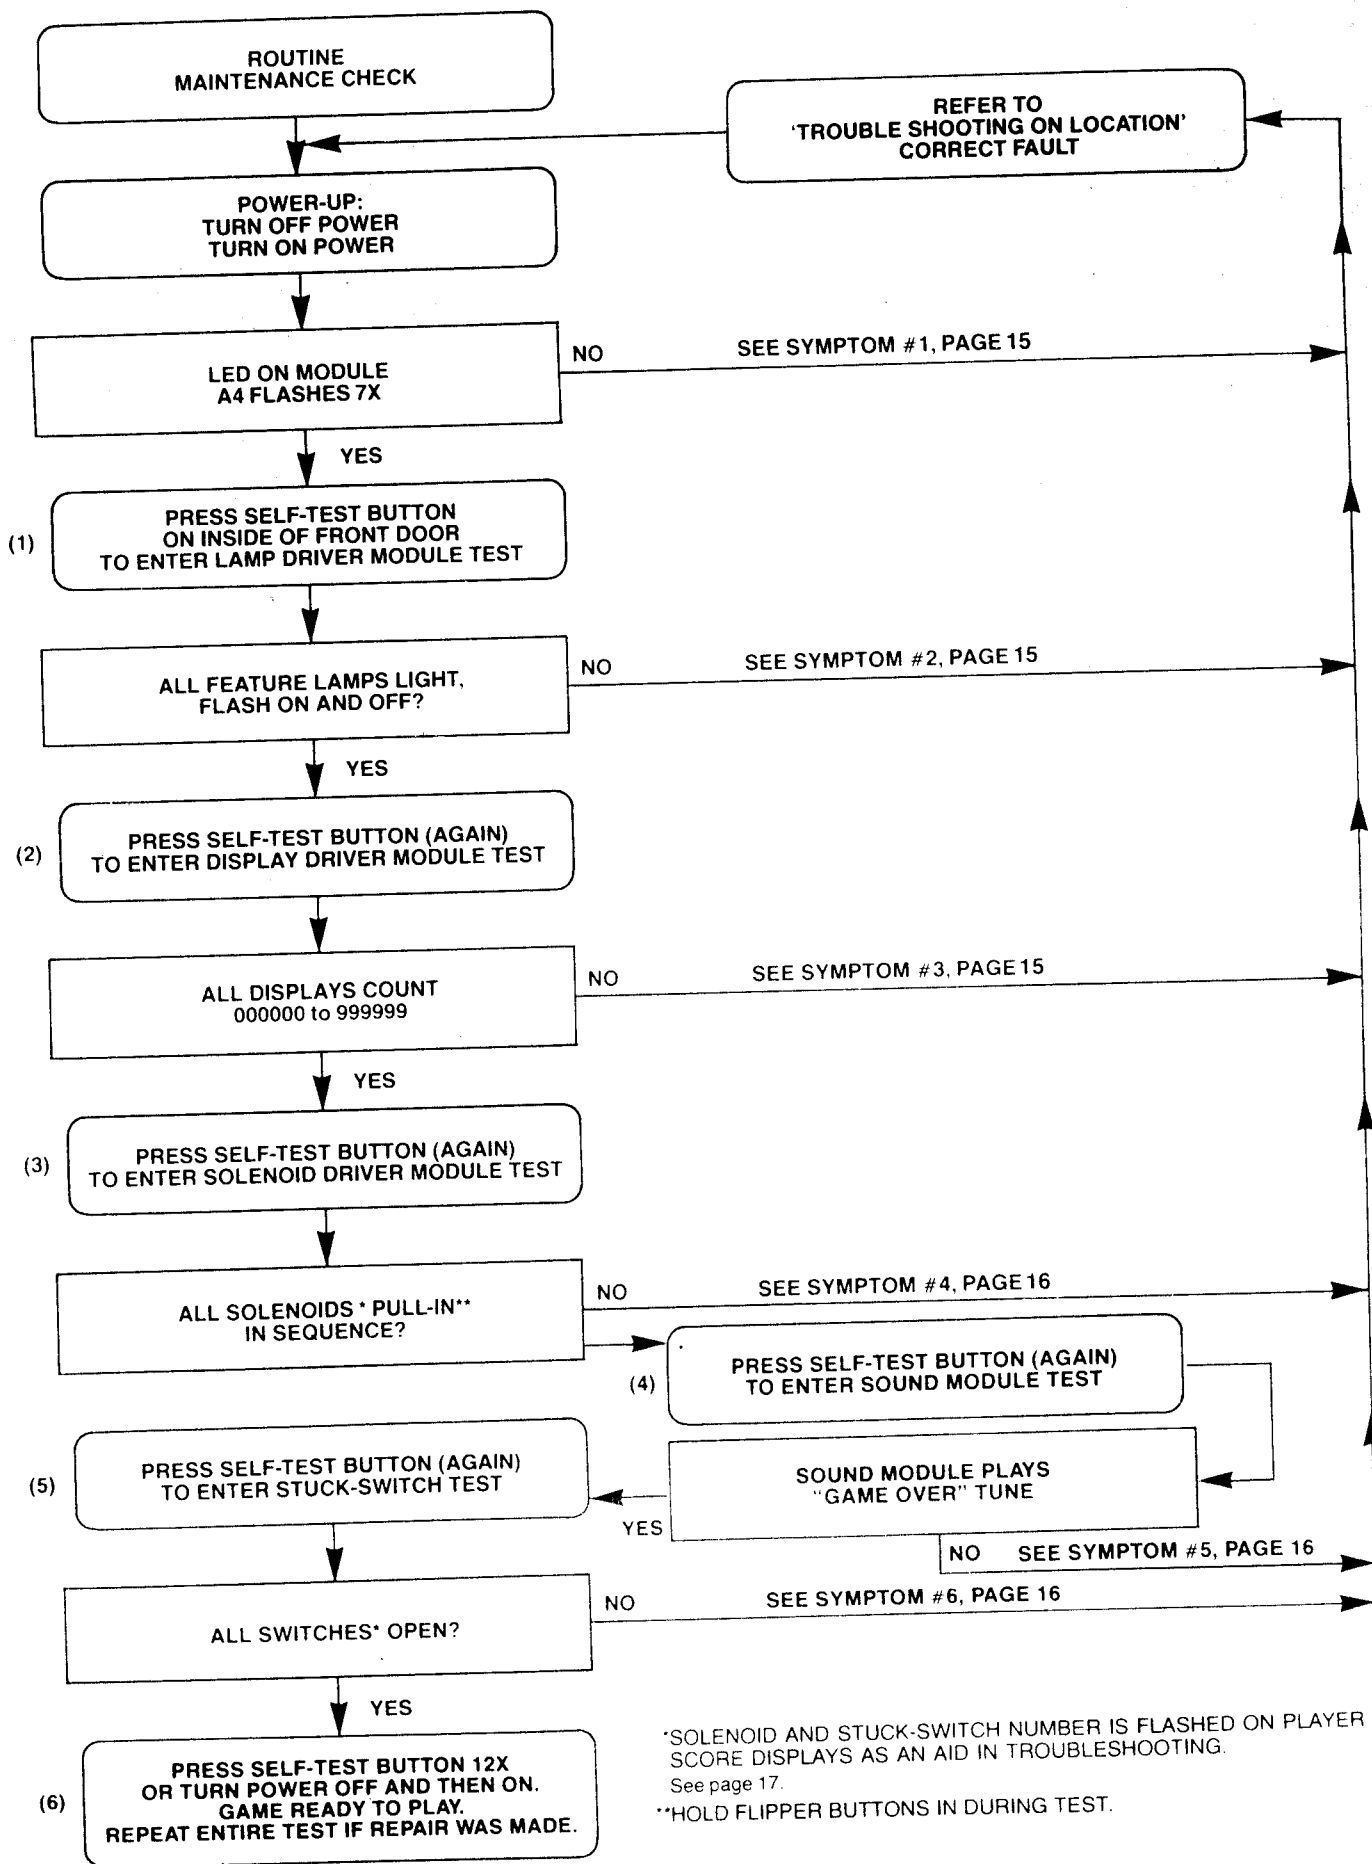 ROUTINE
MAINTENANCE CHECK
REFER TO
'TROUBLE SHOOTING ON LOCATION'
CORRECT FAULT
POWER-UP:
TURN OFF POWER
TURN ON POWER
LED ON MODULE
A4 FLASHES 7X
NO
SEE SYMPTOM #1, PAGE 15
YES
(1)
PRESS SELF-TEST BUTTON
ON INSIDE OF FRONT DOOR
TO ENTER LAMP DRIVER MODULE TEST
ALL FEATURE LAMPS LIGHT,
FLASH ON AND OFF?
NO
SEE SYMPTOM #2, PAGE 15
YES
(2)
PRESS SELF-TEST BUTTON (AGAIN)
TO ENTER DISPLAY DRIVER MODULE TEST
ALL DISPLAYS COUNT
000000 to 999999
NO
SEE SYMPTOM #3, PAGE 15
YES
(3)
PRESS SELF-TEST BUTTON (AGAIN)
TO ENTER SOLENOID DRIVER MODULE TEST
ALL SOLENOIDS * PULL-IN**
IN SEQUENCE?
NO
SEE SYMPTOM #4, PAGE 16
(4)
PRESS SELF-TEST BUTTON (AGAIN)
TO ENTER SOUND MODULE TEST
SOUND MODULE PLAYS
"GAME OVER" TUNE
YES
NO
SEE SYMPTOM #5, PAGE 16
(5)
PRESS SELF-TEST BUTTON (AGAIN)
TO ENTER STUCK-SWITCH TEST
ALL SWITCHES* OPEN?
NO
SEE SYMPTOM #6, PAGE 16
YES
(6)
PRESS SELF-TEST BUTTON 12X
OR TURN POWER OFF AND THEN ON.
GAME READY TO PLAY.
REPEAT ENTIRE TEST IF REPAIR WAS MADE.
*SOLENOID AND STUCK-SWITCH NUMBER IS FLASHED ON PLAYER
SCORE DISPLAYS AS AN AID IN TROUBLESHOOTING.
See page 17.
**HOLD FLIPPER BUTTONS IN DURING TEST.